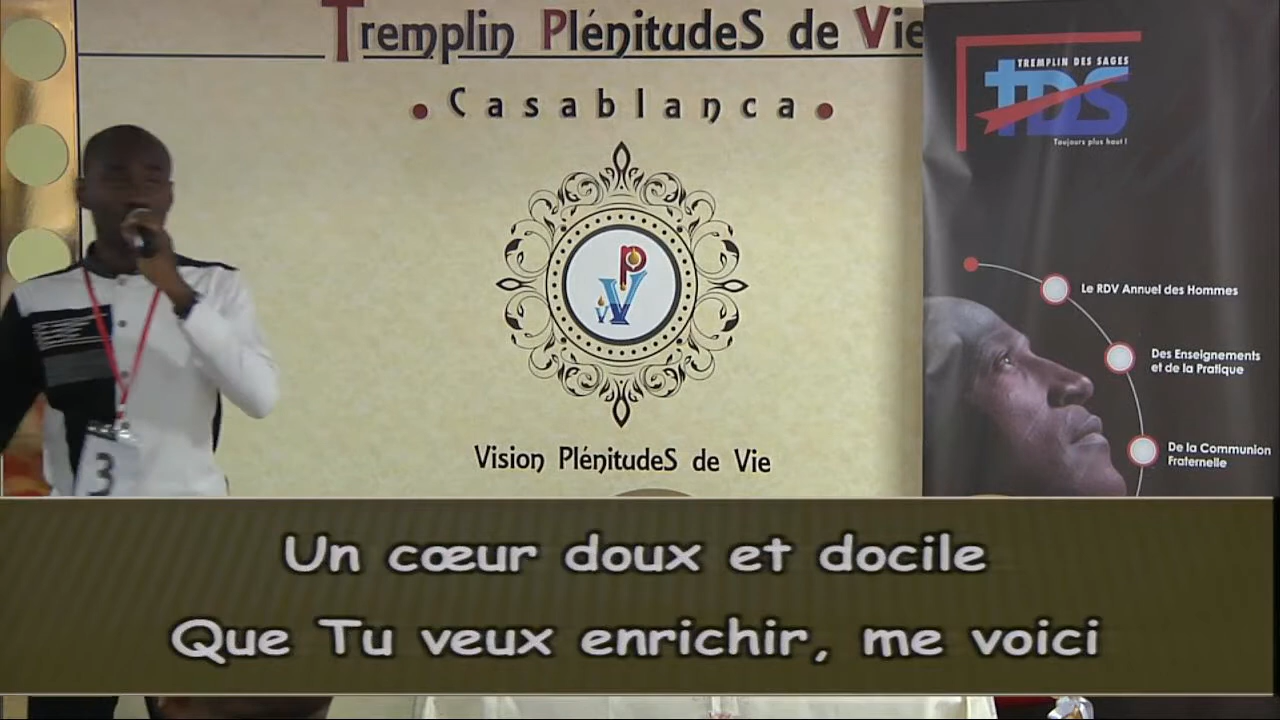 Tremplin PlénitudeS de Vie
Casablanca
PV
VV
Vision PlénitudeS de Vie
TREMPLIN DES SAGES
TDS
Toujours plus haut !
Le RDV Annuel des Hommes
Des Enseignements
et de la Pratique
De la Communion
Fraternelle
3
Un cœur doux et docile
Que Tu veux enrichir, me voici